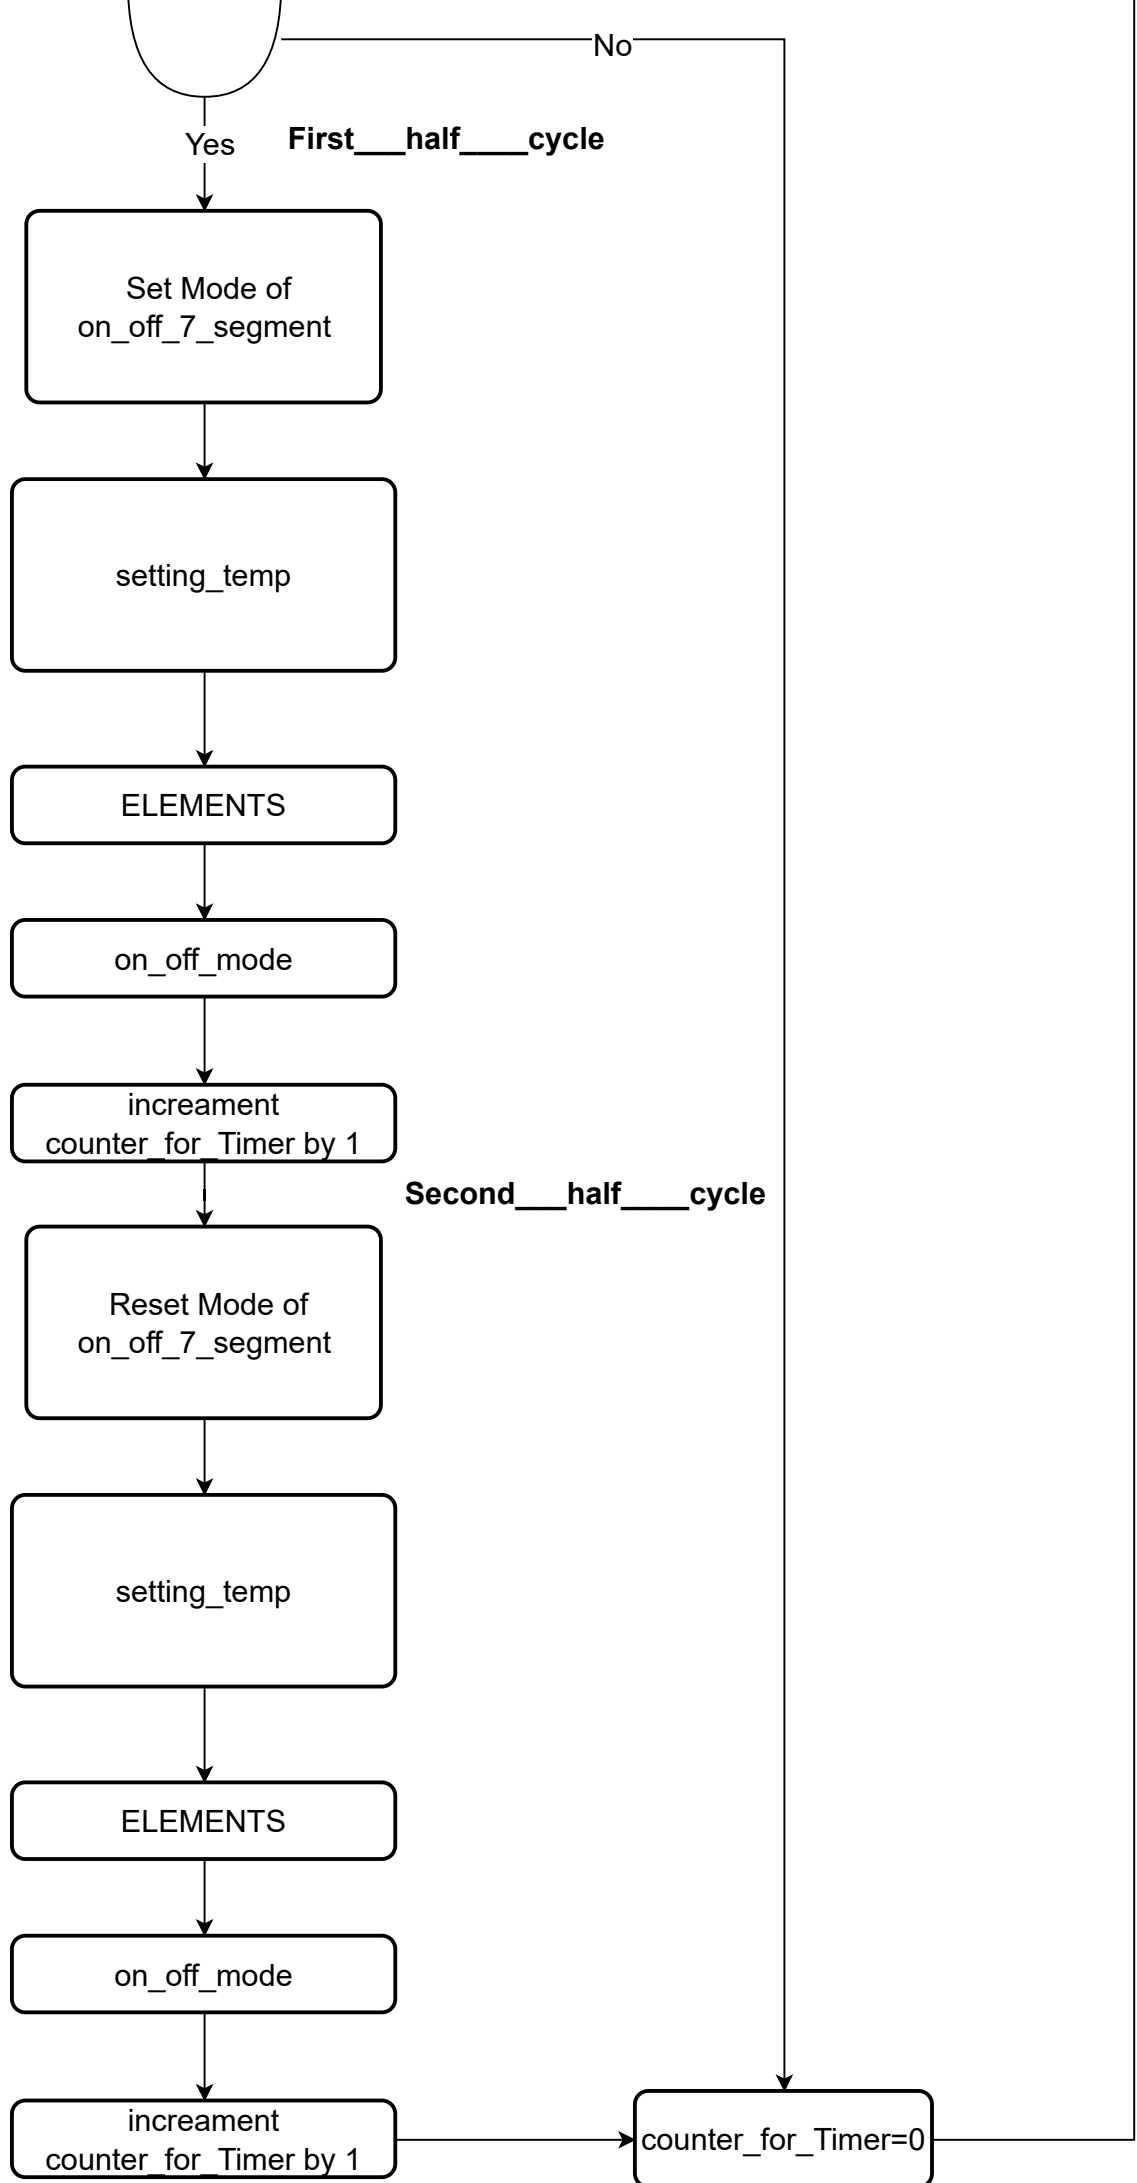 No
Yes
First___half____cycle
Set Mode of
on_off_7_segment
setting_temp
ELEMENTS
on_off_mode
increament
counter_for_Timer by 1
Second___half____cycle
Reset Mode of
on_off_7_segment
setting_temp
ELEMENTS
on_off_mode
increament
counter_for_Timer by 1
counter_for_Timer=0